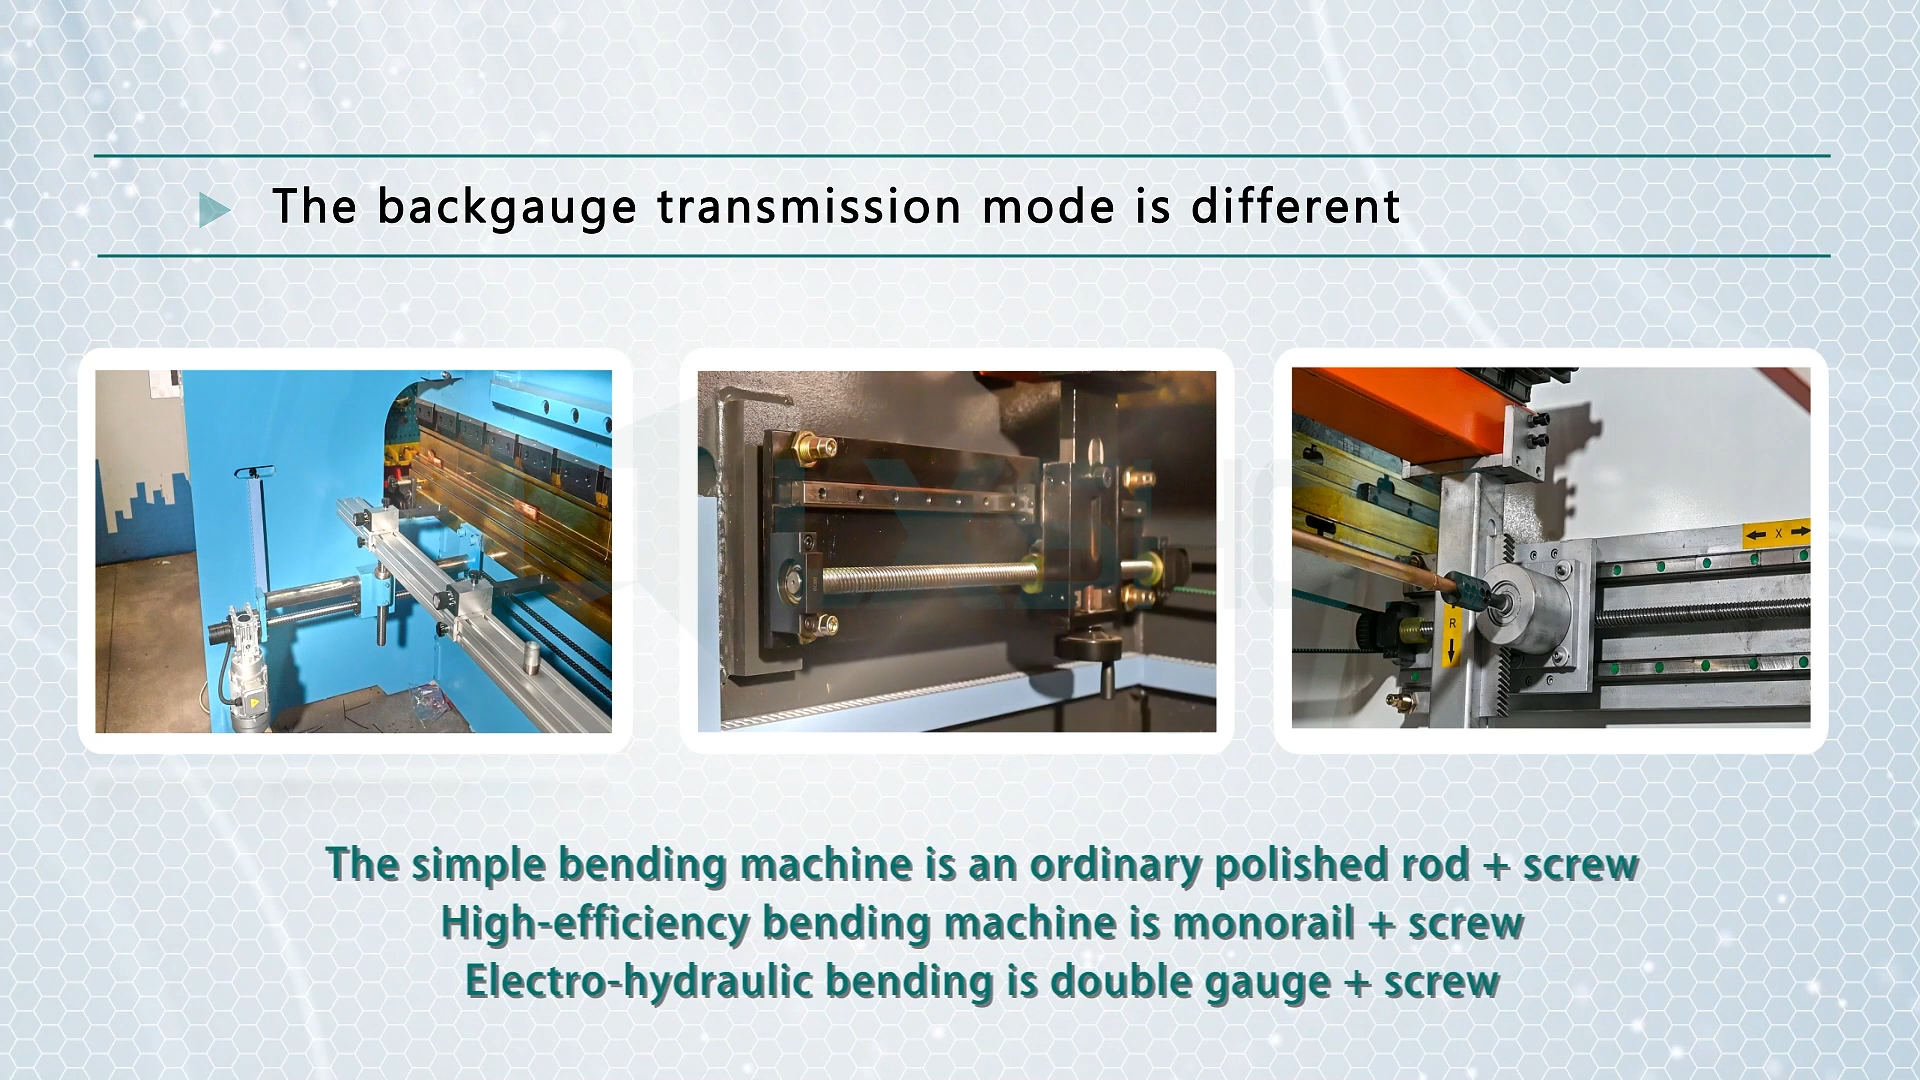 The backgauge transmission mode is different
X
R
The simple bending machine is an ordinary polished rod + screw
High-efficiency bending machine is monorail + screw
Electro-hydraulic bending is double gauge + screw